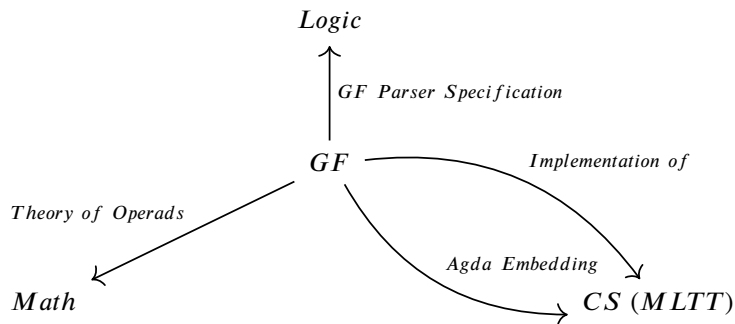 Logic
GF Parser Specification
GF
Implementation of
Theory of Operads
Agda Embedding
Math
CS (MLTT)